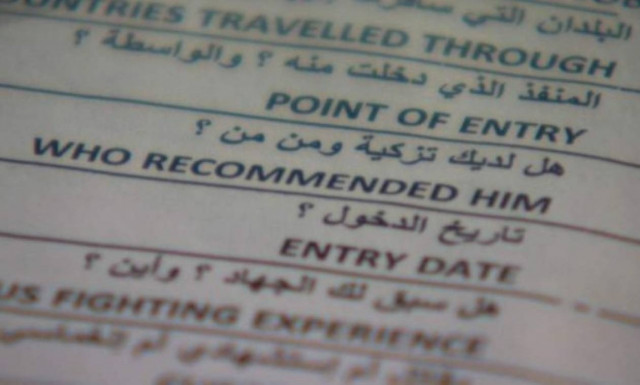 البلدان التي
COUNTRIES TRAVELLED THROUGH
المنفذ الذي دخلت منه ؟ والواسطة ؟
POINT OF ENTRY
هل لديك تزكية ومن من ؟
WHO RECOMMENDED HIM
تاريخ الدخول ؟
ENTRY DATE
هل سبق لك الجهاد ؟ وأين ؟
US FIGHTING EXPERIENCE